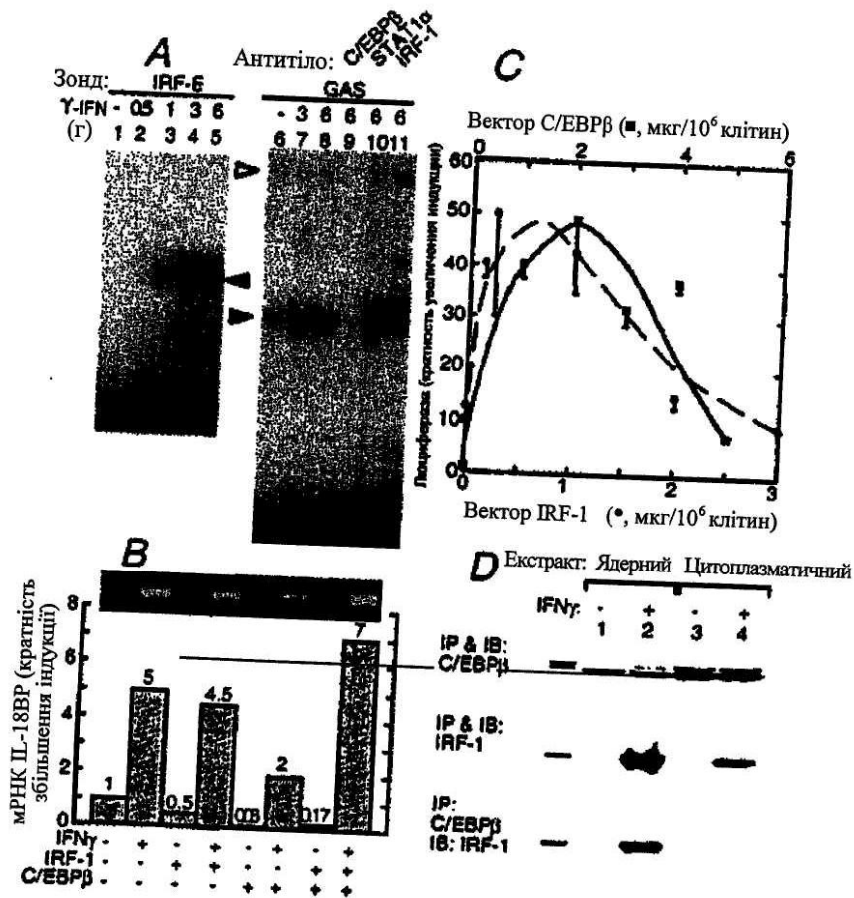 A
Зонд: IRF-E
γ-IFN - 0.5 1 3 6
(г) 1 2 3 4 5
Антитіло: C/EBPβ STAT1α IRF-1
GAS
- 3 6 6 6 6
6 7 8 9 10 11
C
Вектор C/EBPβ (■, мкг/10⁶ клітин)
0 2 4 6
Люцифераза (кратность увеличения индукции)
60
50
40
30
20
10
0
0 1 2 3
Вектор IRF-1 (•, мкг/10⁶ клітин)
B
мРНК IL-18BP (кратність збільшення індукції)
8
6
4
2
0
1 5 0.5 4.5 2 0.17 7
IFNγ - + - + - + - +
IRF-1 - - + + - - + +
C/EBPβ - - - - + + + +
D
Екстракт: Ядерний Цитоплазматичний
IFNγ: - + - +
1 2 3 4
IP & IB:
C/EBPβ
IP & IB:
IRF-1
IP:
C/EBPβ
IB: IRF-1